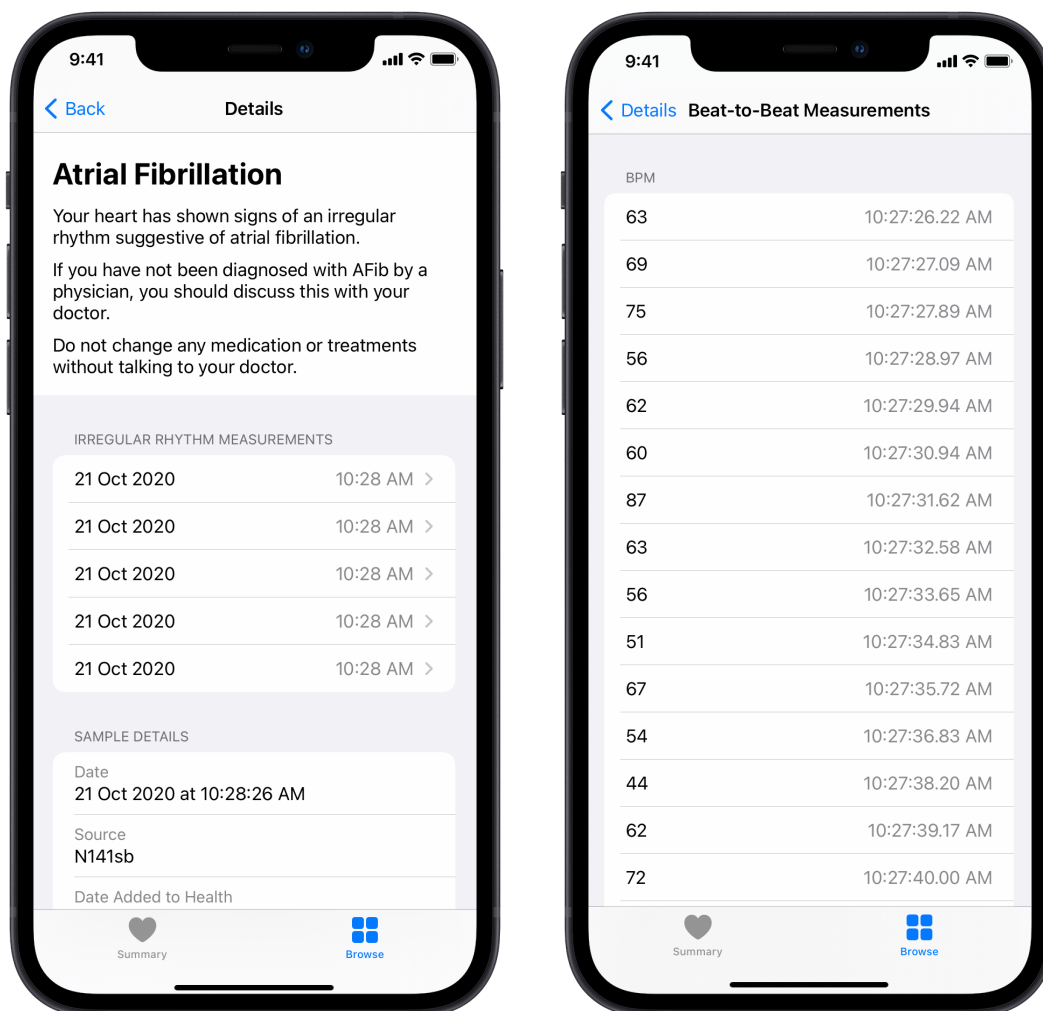 9:41
Back
Details
Atrial Fibrillation
Your heart has shown signs of an irregular
rhythm suggestive of atrial fibrillation.
If you have not been diagnosed with AFib by a
physician, you should discuss this with your
doctor.
Do not change any medication or treatments
without talking to your doctor.
IRREGULAR RHYTHM MEASUREMENTS
21 Oct 2020 10:28 AM
21 Oct 2020 10:28 AM
21 Oct 2020 10:28 AM
21 Oct 2020 10:28 AM
21 Oct 2020 10:28 AM
SAMPLE DETAILS
Date
21 Oct 2020 at 10:28:26 AM
Source
N141sb
Date Added to Health
Summary
Browse
9:41
Details
Beat-to-Beat Measurements
BPM
63 10:27:26.22 AM
69 10:27:27.09 AM
75 10:27:27.89 AM
56 10:27:28.97 AM
62 10:27:29.94 AM
60 10:27:30.94 AM
87 10:27:31.62 AM
63 10:27:32.58 AM
56 10:27:33.65 AM
51 10:27:34.83 AM
67 10:27:35.72 AM
54 10:27:36.83 AM
44 10:27:38.20 AM
62 10:27:39.17 AM
72 10:27:40.00 AM
Summary
Browse